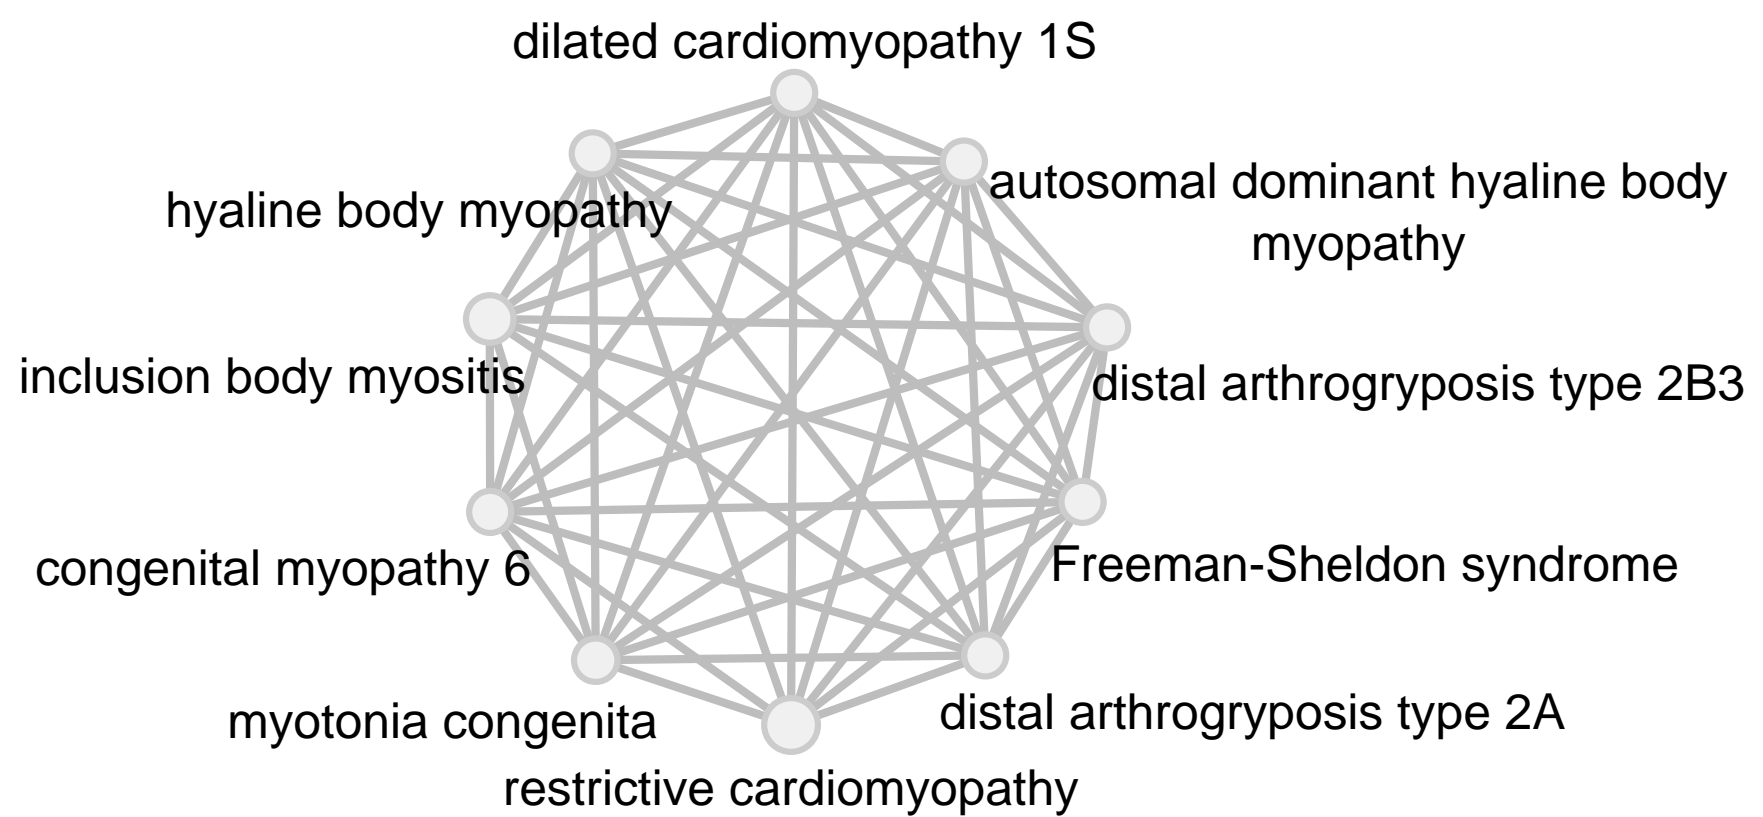 dilated cardiomyopathy 1S
autosomal dominant hyaline body
myopathy
hyaline body myopathy
inclusion body myositis
distal arthrogryposis type 2B3
congenital myopathy 6
Freeman-Sheldon syndrome
myotonia congenita
distal arthrogryposis type 2A
restrictive cardiomyopathy